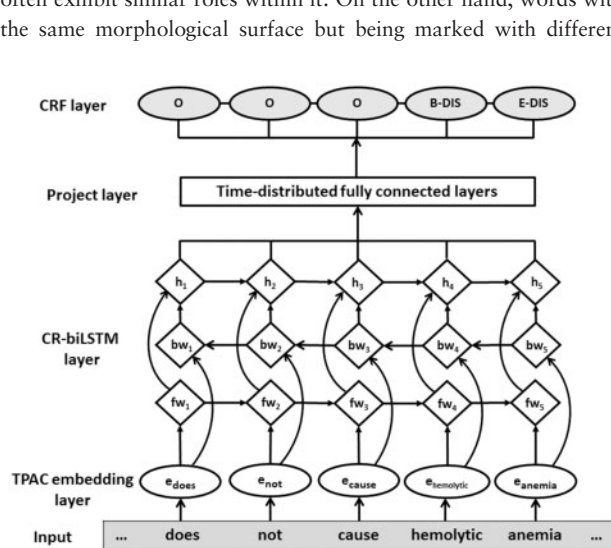 often exhibit similar roles within it. On the other hand, words wit
the same morphological surface but being marked with differen
CRF layer O O O B-DIS E-DIS
Project layer Time-distributed fully connected layers
h1 h2 h3 h4 h5
CR-biLSTM
layer
bw1 bw2 bw3 bw4 bw5
fw1 fw2 fw3 fw4 fw5
TPAC embedding
layer
edoes enot ecause ehemolytic eanemia
Input ... does not cause hemolytic anemia ...